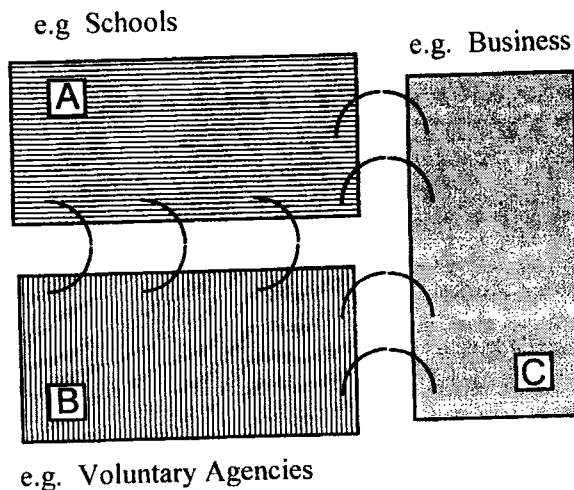 e.g Schools
e.g. Business
A
B
C
e.g. Voluntary Agencies